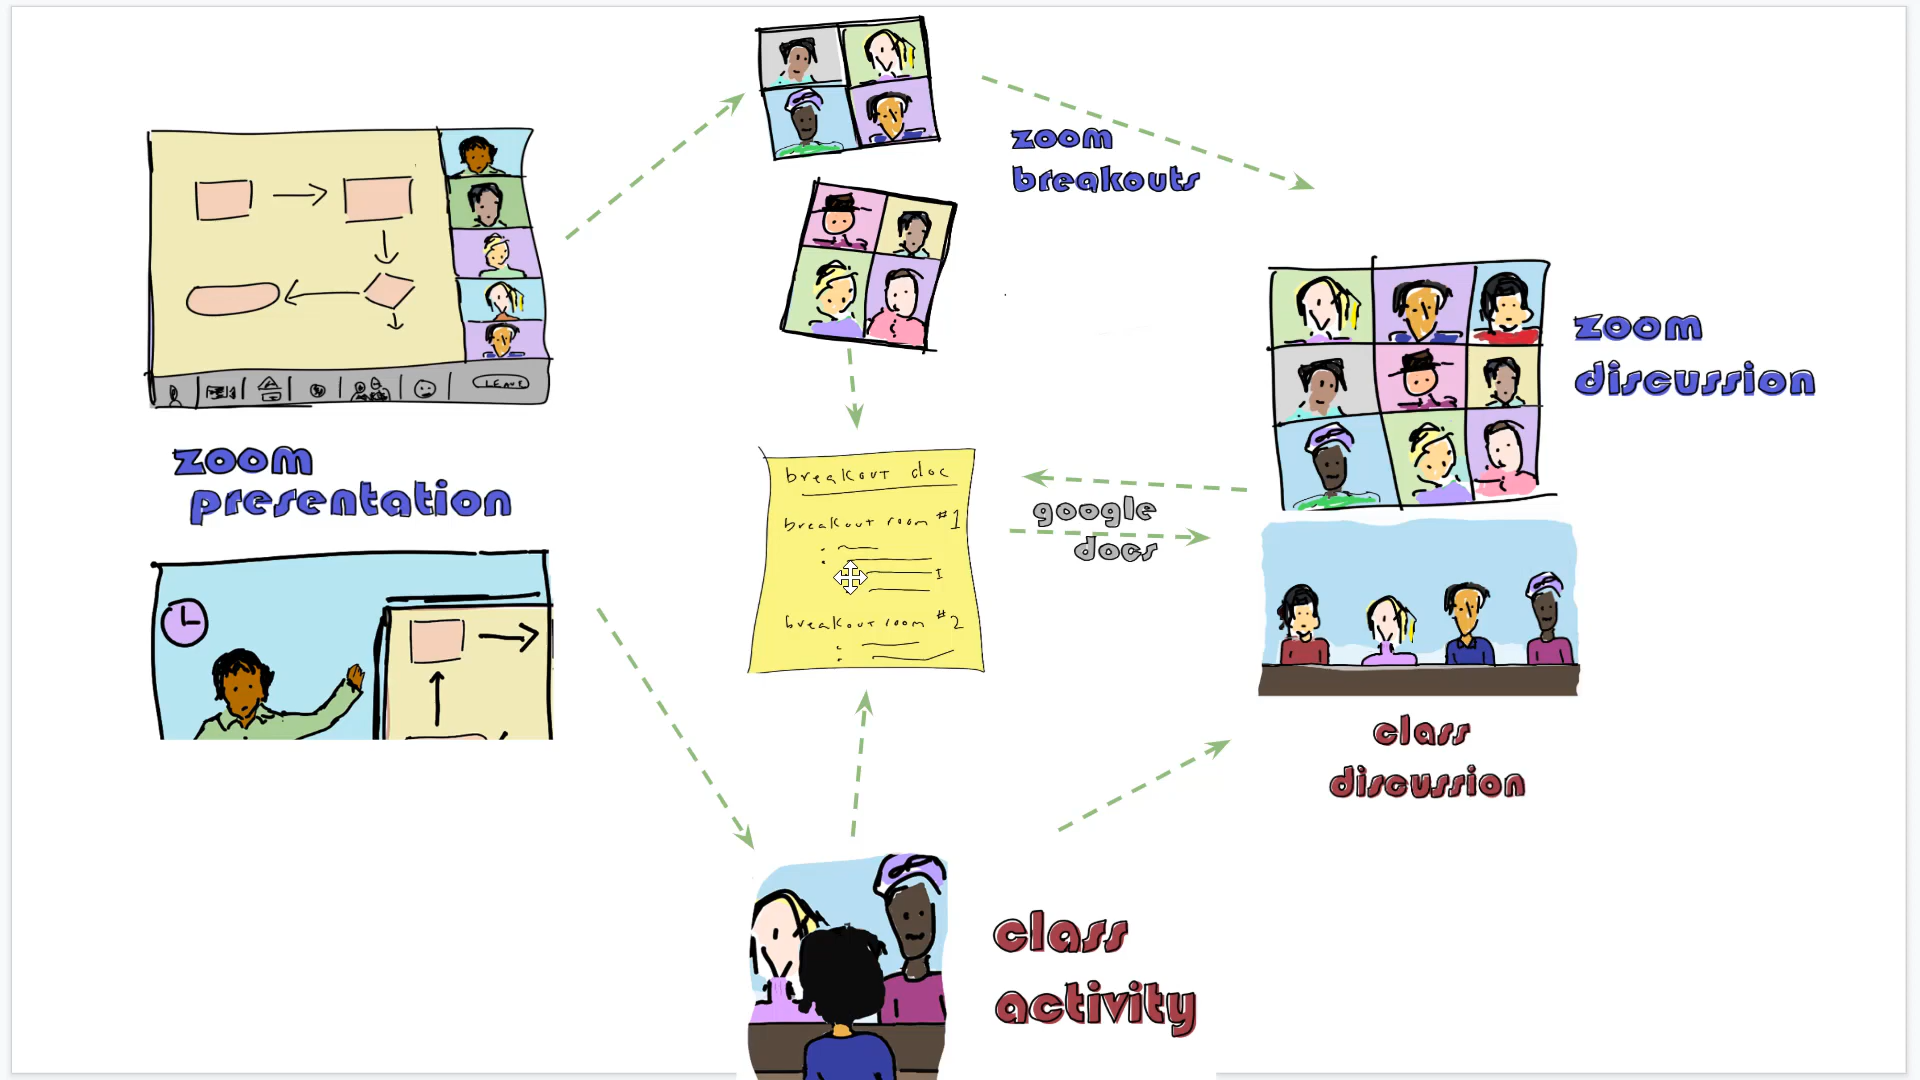 zoom
breakouts
LEAVE
zoom
presentation
breakout doc
breakout room #1
breakout room #2
google
docs
zoom
discussion
class
discussion
class
activity